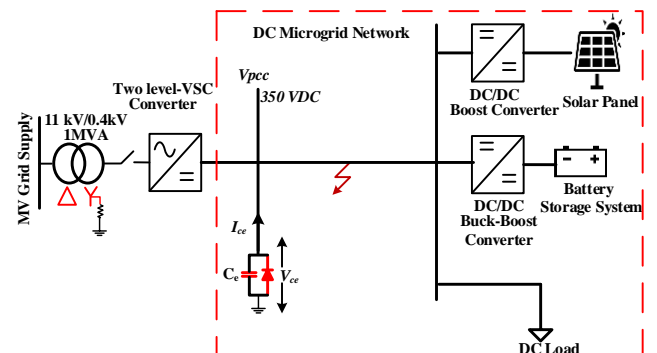 DC Microgrid Network
Vpcc
350 VDC
Two level-VSC
Converter
11 kV/0.4kV
1MVA
MV Grid Supply
DC/DC
Boost Converter
Solar Panel
DC/DC
Buck-Boost
Converter
Battery
Storage System
Ice
Ce
Vce
DC Load